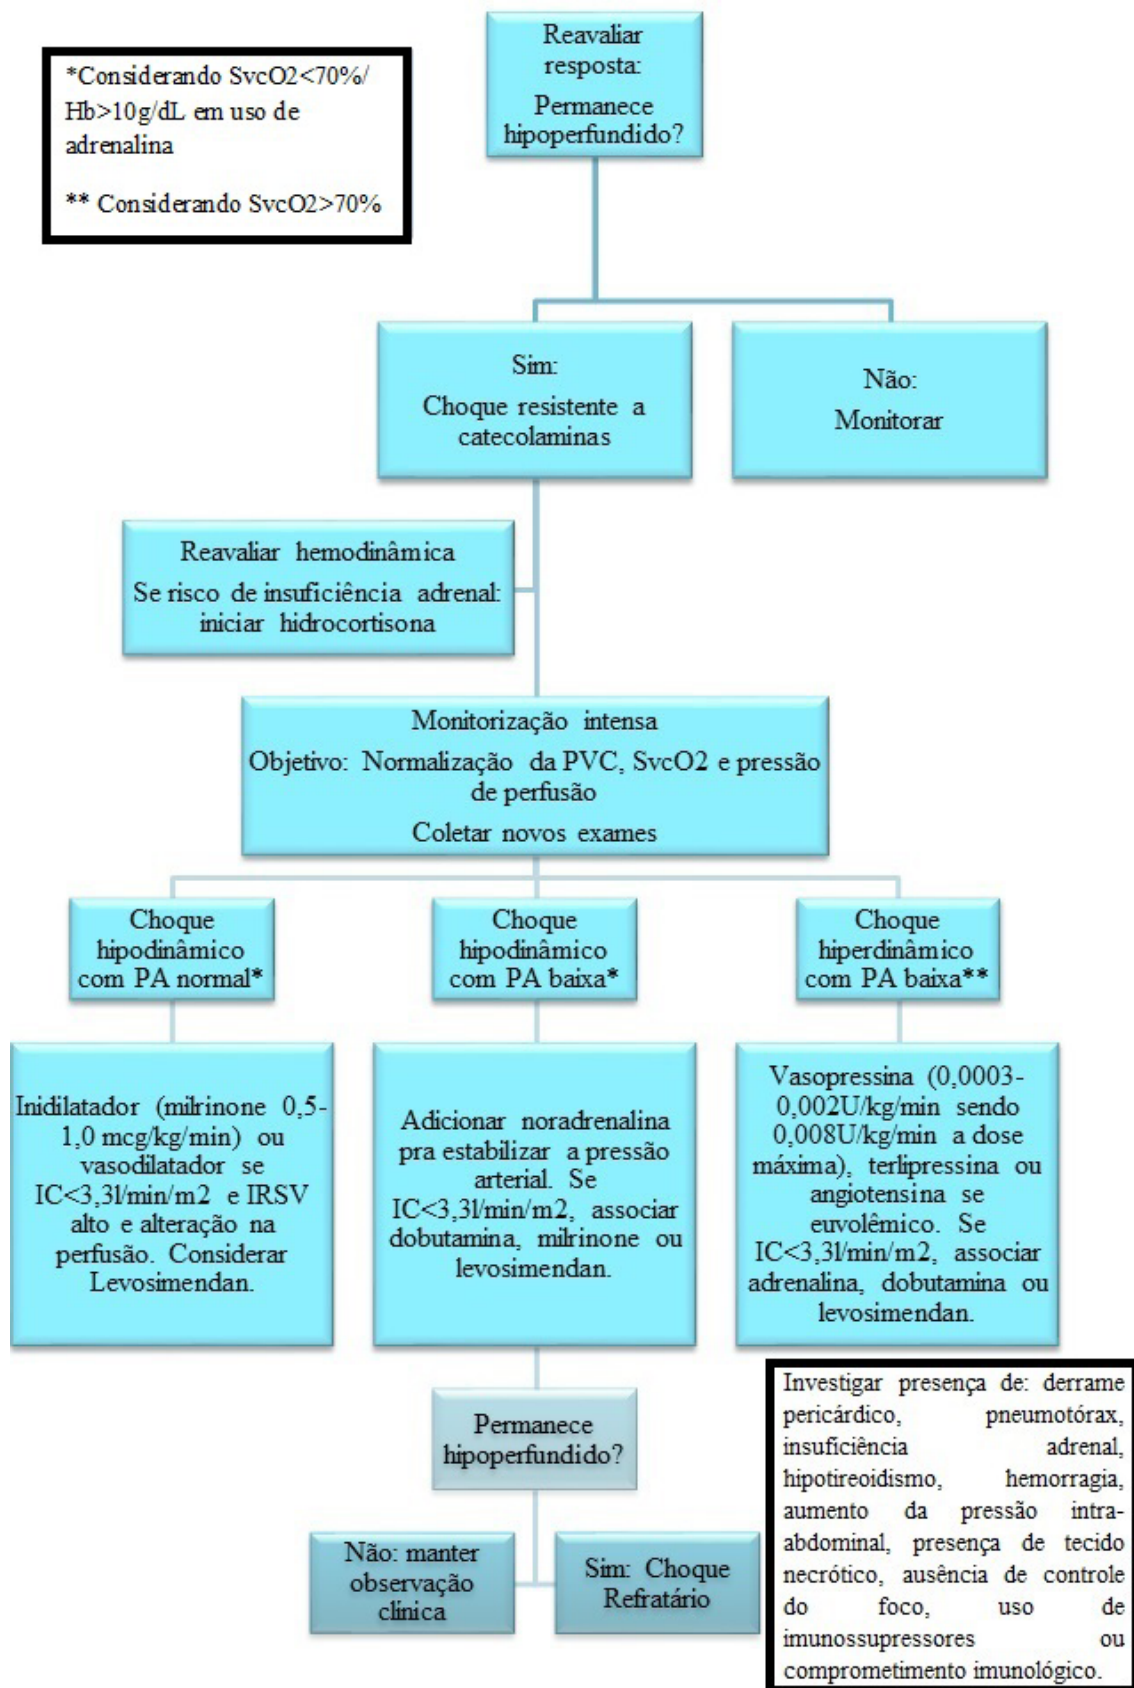 *Considerando SvcO2<70%/
Hb>10g/dL em uso de
adrenalina
** Considerando SvcO2>70%
Reavaliar
resposta:
Permanece
hipoperfundido?
Sim:
Choque resistente a
catecolaminas
Não:
Monitorar
Reavaliar hemodinâmica
Se risco de insuficiência adrenal:
iniciar hidrocortisona
Monitorização intensa
Objetivo: Normalização da PVC, SvcO2 e pressão
de perfusão
Coletar novos exames
Choque
hipodinâmico
com PA normal*
Choque
hipodinâmico
com PA baixa*
Choque
hiperdinâmico
com PA baixa**
Inidilatador (milrinone 0,5-
1,0 mcg/kg/min) ou
vasodilatador se
IC<3,3l/min/m2 e IRSV
alto e alteração na
perfusão. Considerar
Levosimendan.
Adicionar noradrenalina
pra estabilizar a pressão
arterial. Se
IC<3,3l/min/m2, associar
dobutamina, milrinone ou
levosimendan.
Vasopressina (0,0003-
0,002U/kg/min sendo
0,008U/kg/min a dose
máxima), terlipressina ou
angiotensina se
euvolêmico. Se
IC<3,3l/min/m2, associar
adrenalina, dobutamina ou
levosimendan.
Permanece
hipoperfundido?
Não: manter
observação
clínica
Sim: Choque
Refratário
Investigar presença de: derrame
pericárdico, pneumotórax,
insuficiência adrenal,
hipotireoidismo, hemorragia,
aumento da pressão intra-
abdominal, presença de tecido
necrótico, ausência de controle
do foco, uso de
imunossupressores ou
comprometimento imunológico.